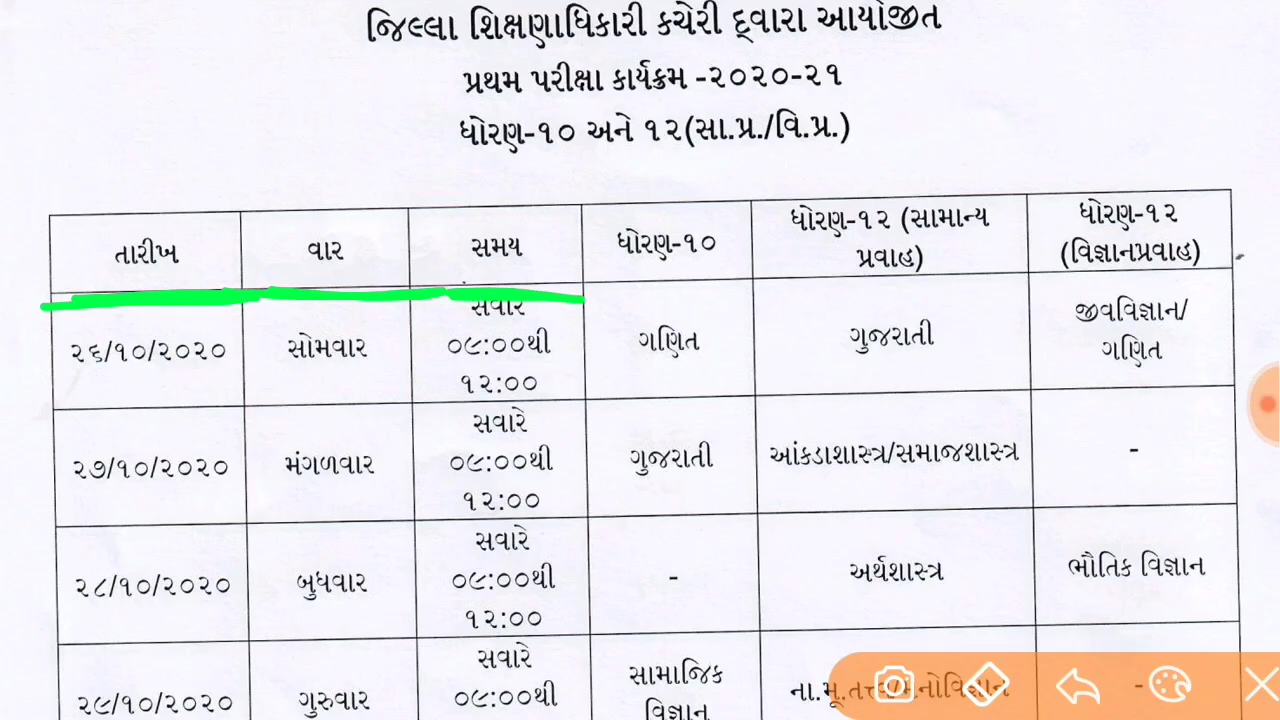 જિલ્લા શિક્ષણાધિકારી કચેરી દ્વારા આયોજીત
પ્રથમ પરીક્ષા કાર્યક્રમ -૨૦૨૦-૨૧
ધોરણ-૧૦ અને ૧૨(સા.પ્ર./વિ.પ્ર.)
તારીખ વાર સમય ધોરણ-૧૦ ધોરણ-૧૨ (સામાન્ય
પ્રવાહ) ધોરણ-૧૨
(વિજ્ઞાનપ્રવાહ)
૨૬/૧૦/૨૦૨૦ સોમવાર સવારે
૦૯:૦૦થી
૧૨:૦૦ ગણિત ગુજરાતી જીવવિજ્ઞાન/
ગણિત
૨૭/૧૦/૨૦૨૦ મંગળવાર સવારે
૦૯:૦૦થી
૧૨:૦૦ ગુજરાતી આંકડાશાસ્ત્ર/સમાજશાસ્ત્ર -
૨૮/૧૦/૨૦૨૦ બુધવાર સવારે
૦૯:૦૦થી
૧૨:૦૦ - અર્થશાસ્ત્ર ભૌતિક વિજ્ઞાન
૨૯/૧૦/૨૦૨૦ ગુરુવાર સવારે
૦૯:૦૦થી સામાજિક
વિજ્ઞાન ના.મૂ.તત્ત્વ/મનોવિજ્ઞાન -